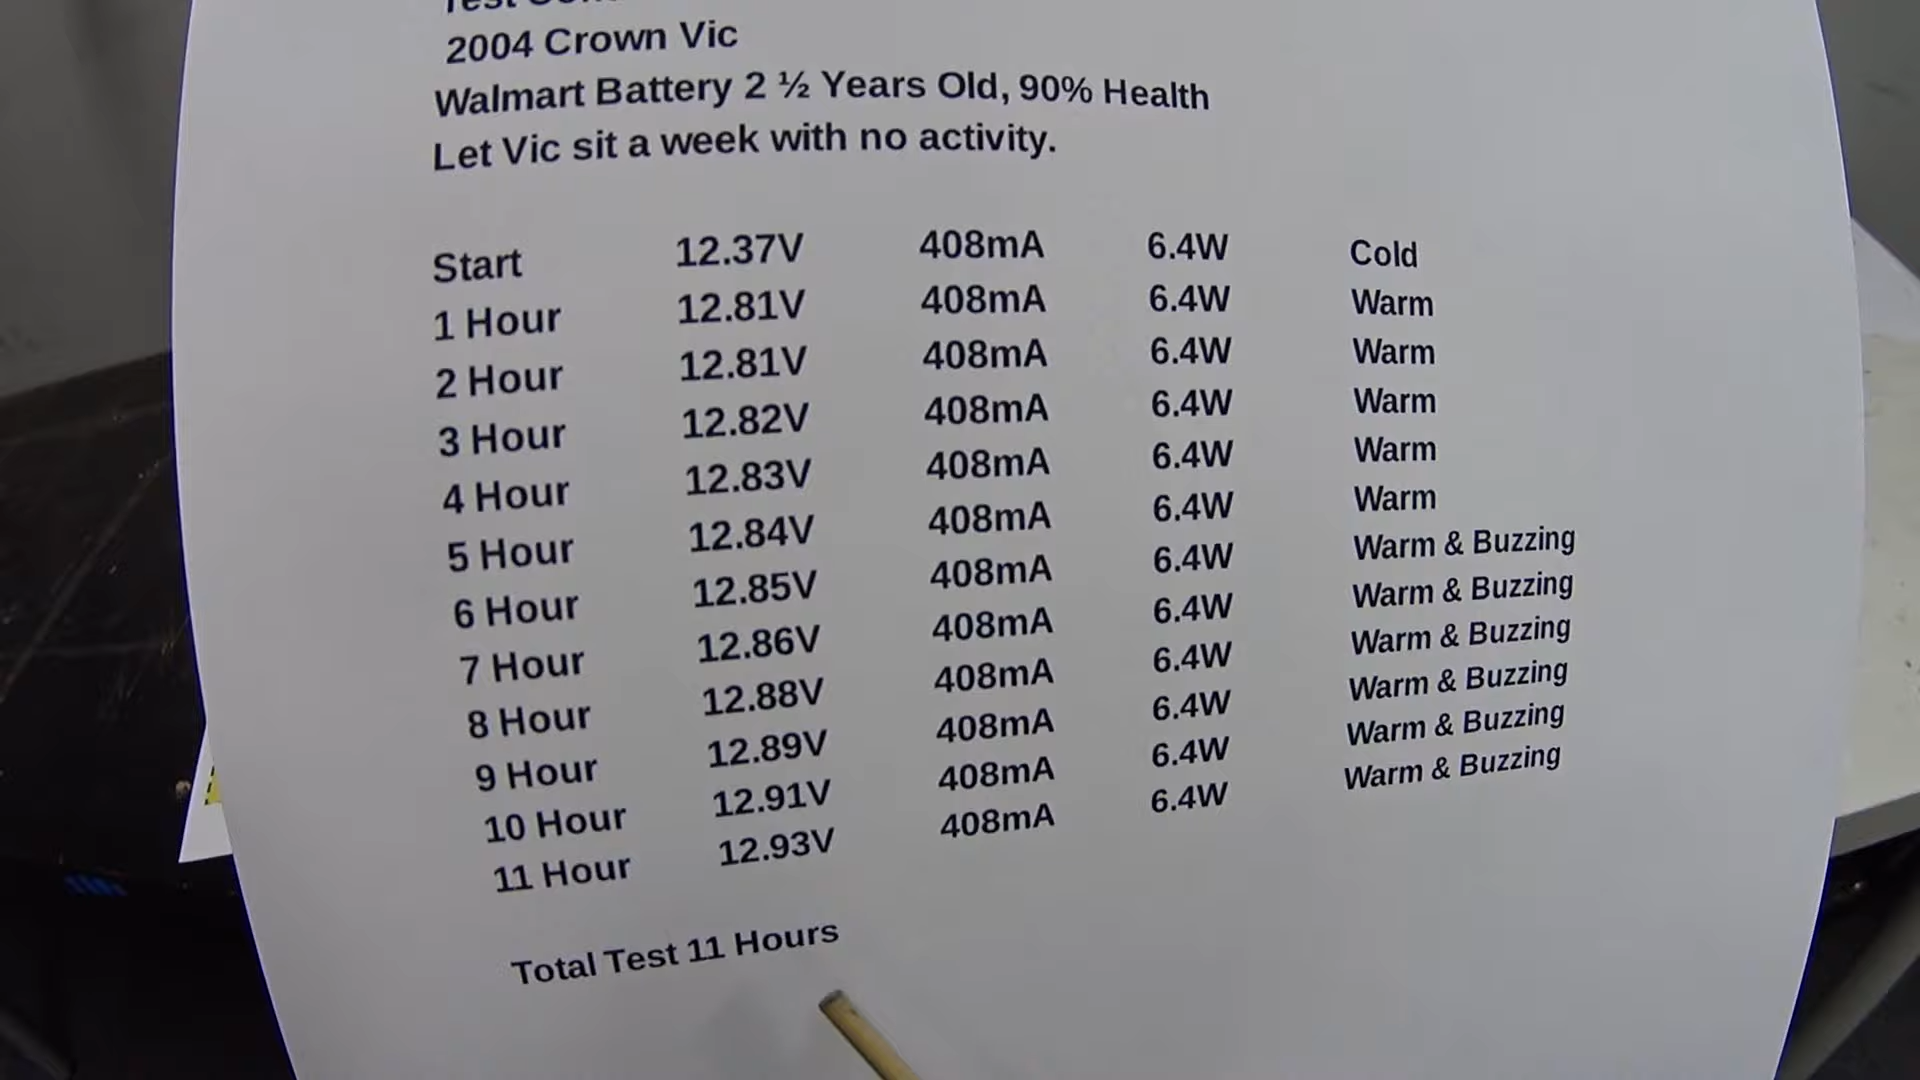 Test
2004 Crown Vic
Walmart Battery 2 ½ Years Old, 90% Health
Let Vic sit a week with no activity.
Start 12.37V 408mA 6.4W Cold
1 Hour 12.81V 408mA 6.4W Warm
2 Hour 12.81V 408mA 6.4W Warm
3 Hour 12.82V 408mA 6.4W Warm
4 Hour 12.83V 408mA 6.4W Warm
5 Hour 12.84V 408mA 6.4W Warm
6 Hour 12.85V 408mA 6.4W Warm & Buzzing
7 Hour 12.86V 408mA 6.4W Warm & Buzzing
8 Hour 12.88V 408mA 6.4W Warm & Buzzing
9 Hour 12.89V 408mA 6.4W Warm & Buzzing
10 Hour 12.91V 408mA 6.4W Warm & Buzzing
11 Hour 12.93V 408mA 6.4W Warm & Buzzing
Total Test 11 Hours